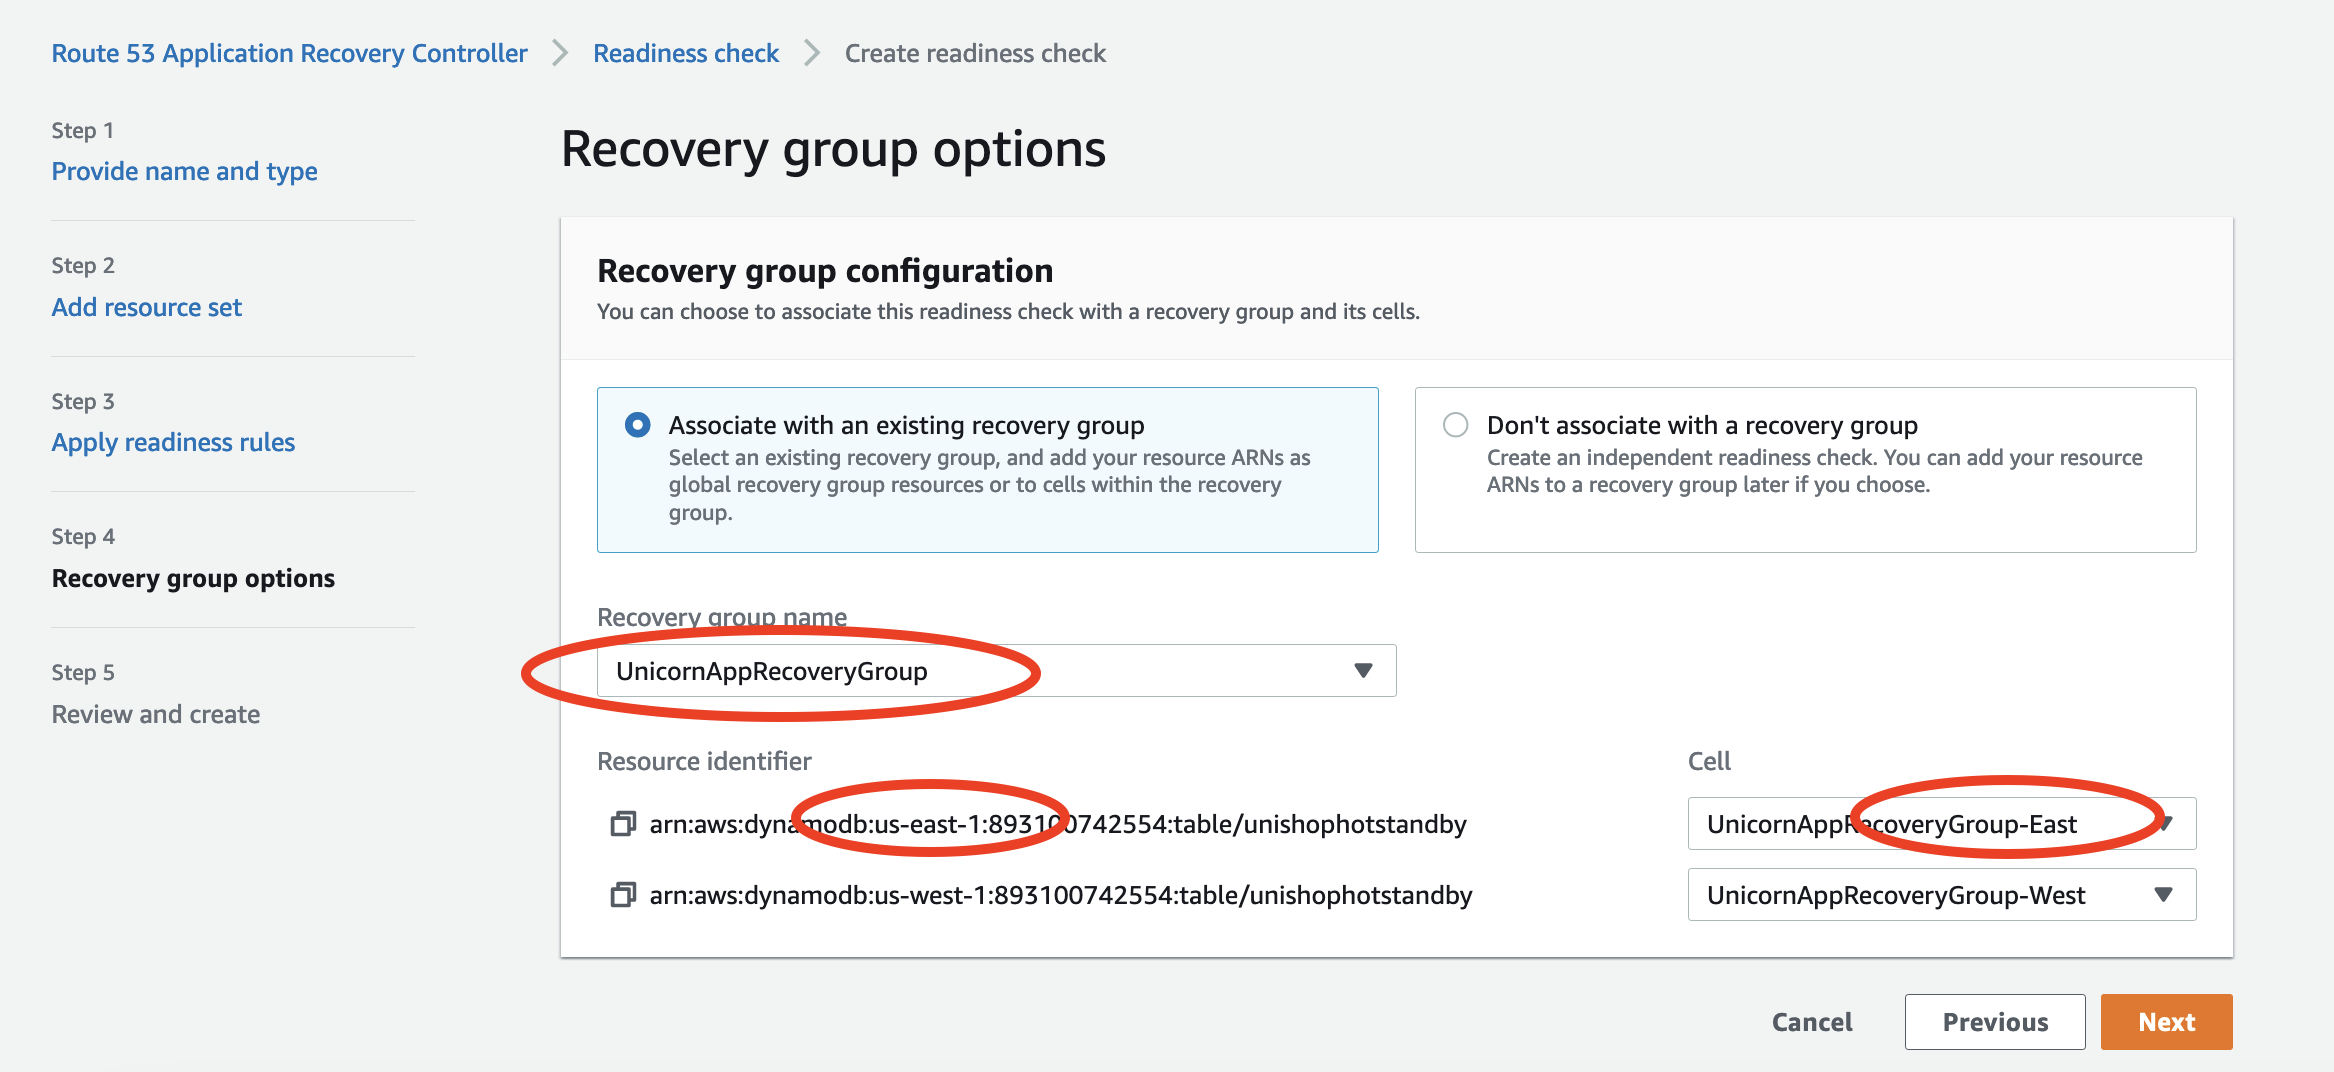 Route 53 Application Recovery Controller > Readiness check > Create readiness check
Step 1
Provide name and type
Step 2
Add resource set
Step 3
Apply readiness rules
Step 4
Recovery group options
Step 5
Review and create
Recovery group options
Recovery group configuration
You can choose to associate this readiness check with a recovery group and its cells.
Associate with an existing recovery group
Select an existing recovery group, and add your resource ARNs as
global recovery group resources or to cells within the recovery
group.
Don't associate with a recovery group
Create an independent readiness check. You can add your resource
ARNs to a recovery group later if you choose.
Recovery group name
UnicornAppRecoveryGroup
Resource identifier
Cell
arn:aws:dynamodb:us-east-1:893100742554:table/unishophotstandby
UnicornAppRecoveryGroup-East
arn:aws:dynamodb:us-west-1:893100742554:table/unishophotstandby
UnicornAppRecoveryGroup-West
Cancel
Previous
Next